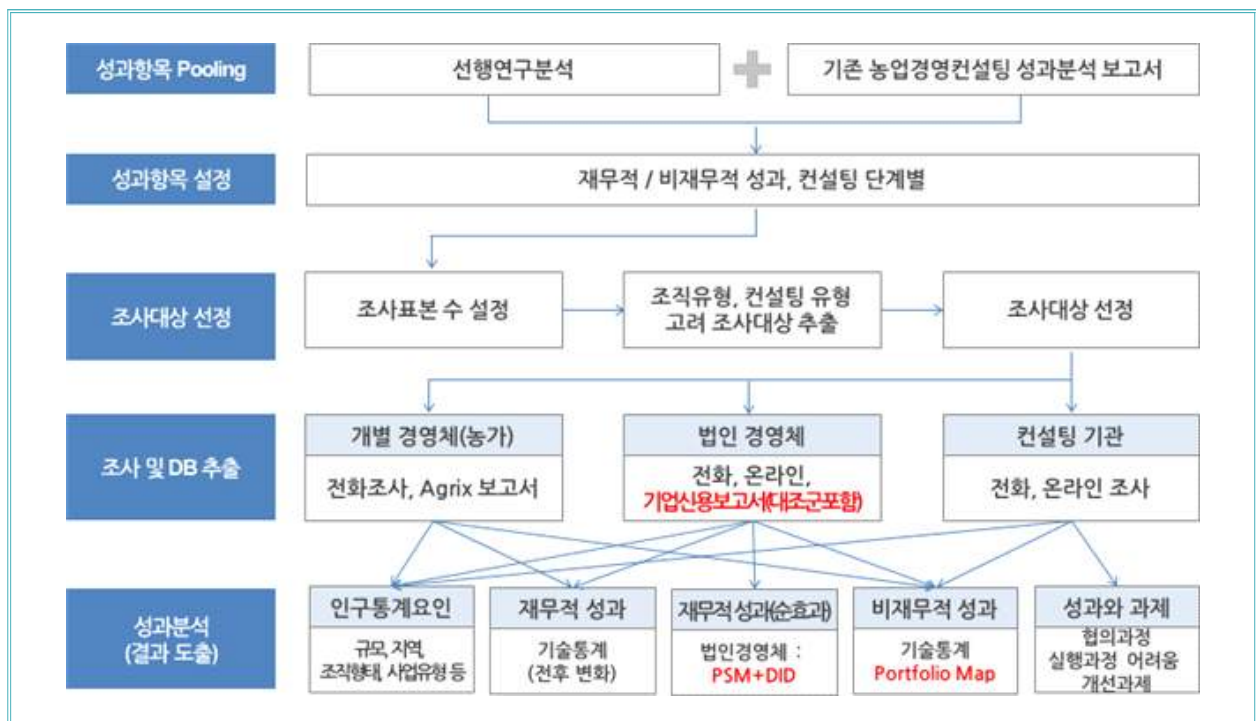 성과항목 Pooling
선행연구분석
기존 농업경영컨설팅 성과분석 보고서
성과항목 설정
재무적 / 비재무적 성과, 컨설팅 단계별
조사대상 선정
조사표본 수 설정
조직유형, 컨설팅 유형
고려 조사대상 추출
조사대상 선정
조사 및 DB 추출
개별 경영체(농가)
전화조사, Agrix 보고서
법인 경영체
전화, 온라인,
기업신용보고서(대조군포함)
컨설팅 기관
전화, 온라인 조사
성과분석
(결과 도출)
인구통계요인
규모, 지역,
조직형태, 사업유형 등
재무적 성과
기술통계
(전후 변화)
재무적 성과(순효과)
법인경영체 :
PSM+DID
비재무적 성과
기술통계
Portfolio Map
성과와 과제
협의과정
실행과정 어려움
개선과제